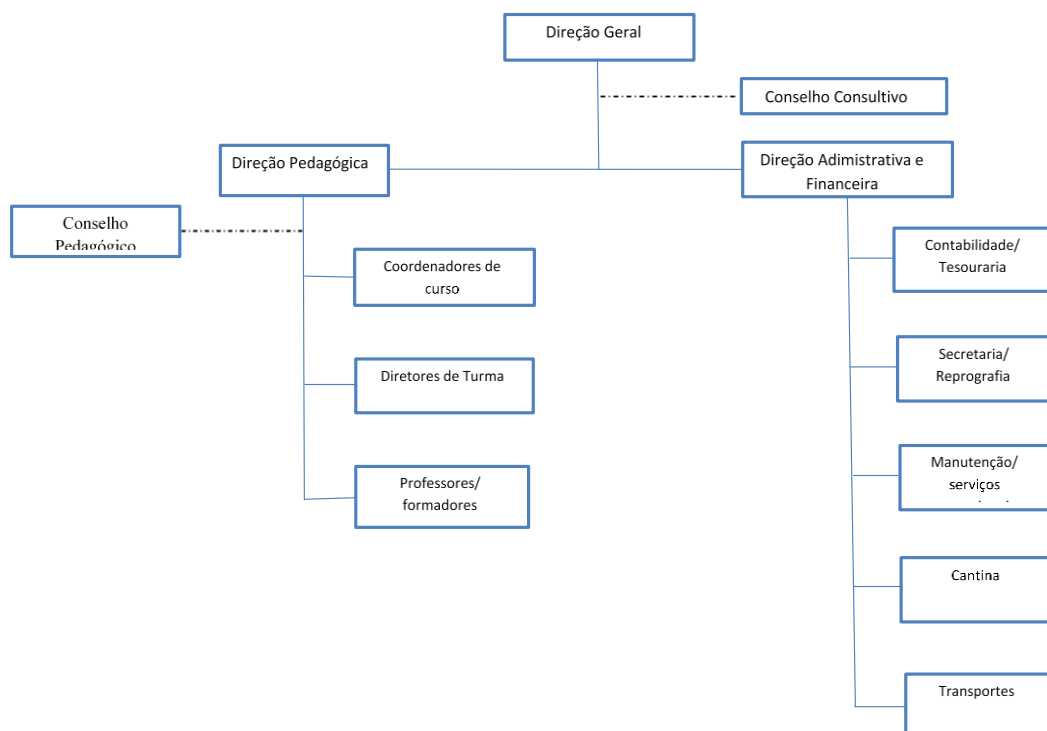 Direção Geral
Conselho Consultivo
Direção Pedagógica
Direção Adimistrativa e
Financeira
Conselho
Pedagógico
Coordenadores de
curso
Diretores de Turma
Professores/
formadores
Contabilidade/
Tesouraria
Secretaria/
Reprografia
Manutenção/
serviços
Cantina
Transportes